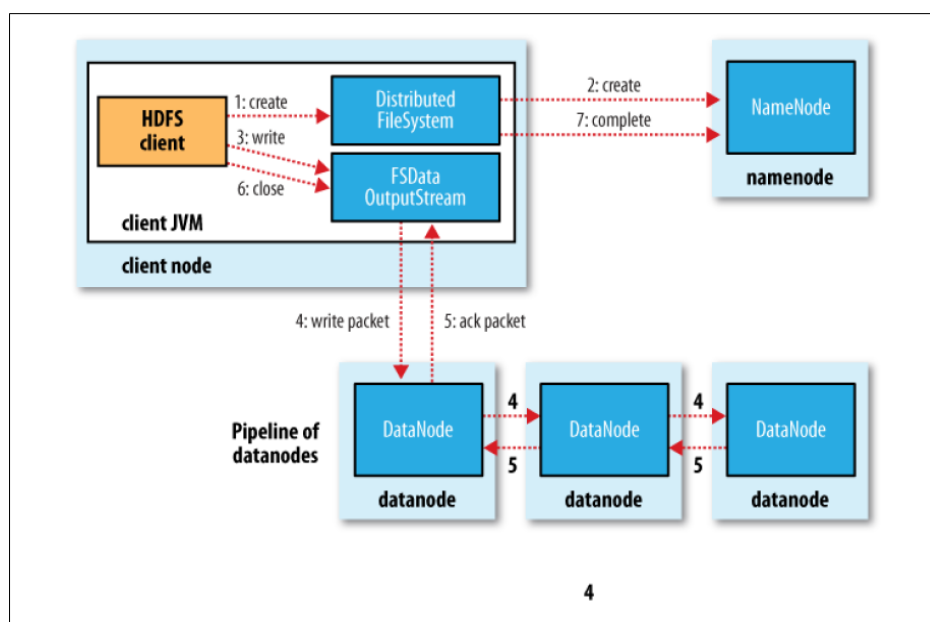 HDFS
client
1: create
3: write
6: close
Distributed
FileSystem
FSData
OutputStream
client JVM
client node
2: create
7: complete
NameNode
namenode
4: write packet
5: ack packet
Pipeline of
datanodes
DataNode
datanode
4
5
DataNode
datanode
4
5
DataNode
datanode
4